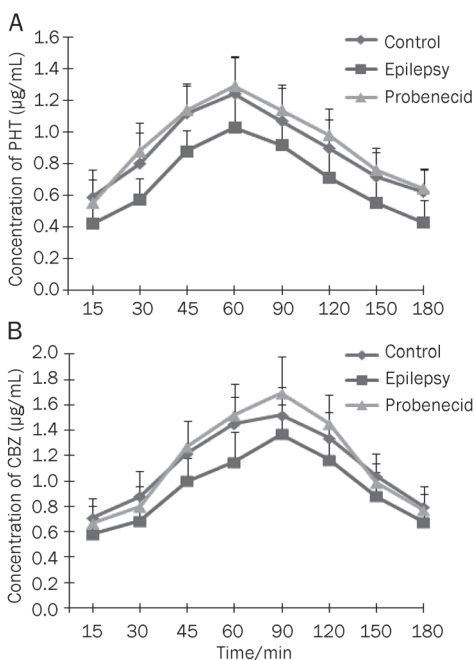 A
Concentration of PHT (μg/mL)
1.6
1.4
1.2
1.0
0.8
0.6
0.4
0.2
0.0
Control
Epilepsy
Probenecid
15 30 45 60 90 120 150 180
B
Concentration of CBZ (μg/mL)
2.0
1.8
1.6
1.4
1.2
1.0
0.8
0.6
0.4
0.2
0.0
Control
Epilepsy
Probenecid
15 30 45 60 90 120 150 180
Time/min